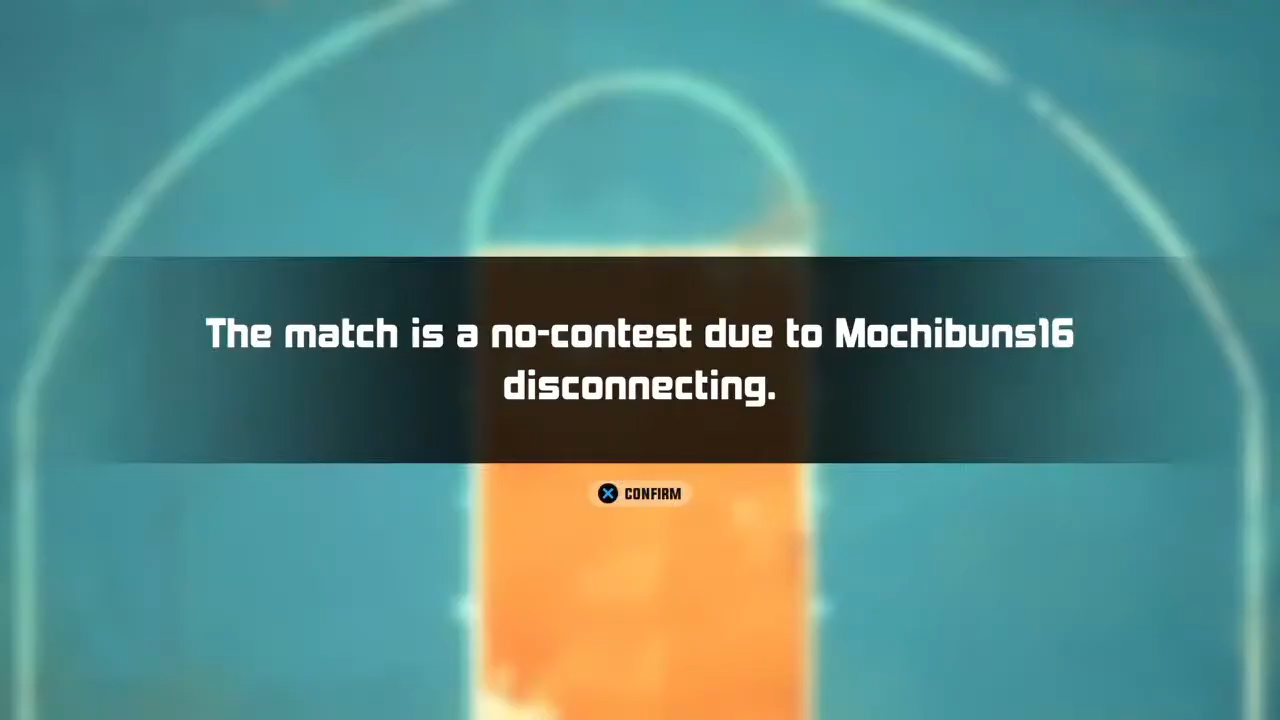 The match is a no-contest due to Mochibuns16
disconnecting.
CONFIRM